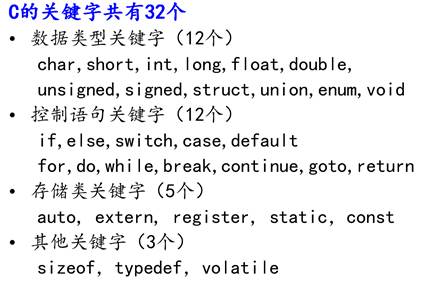 C的关键字共有32个
• 数据类型关键字（12个）
char,short,int,long,float,double,
unsigned,signed,struct,union,enum,void
• 控制语句关键字（12个）
if,else,switch,case,default
for,do,while,break,continue,goto,return
• 存储类关键字（5个）
auto, extern, register, static, const
• 其他关键字（3个）
sizeof, typedef, volatile